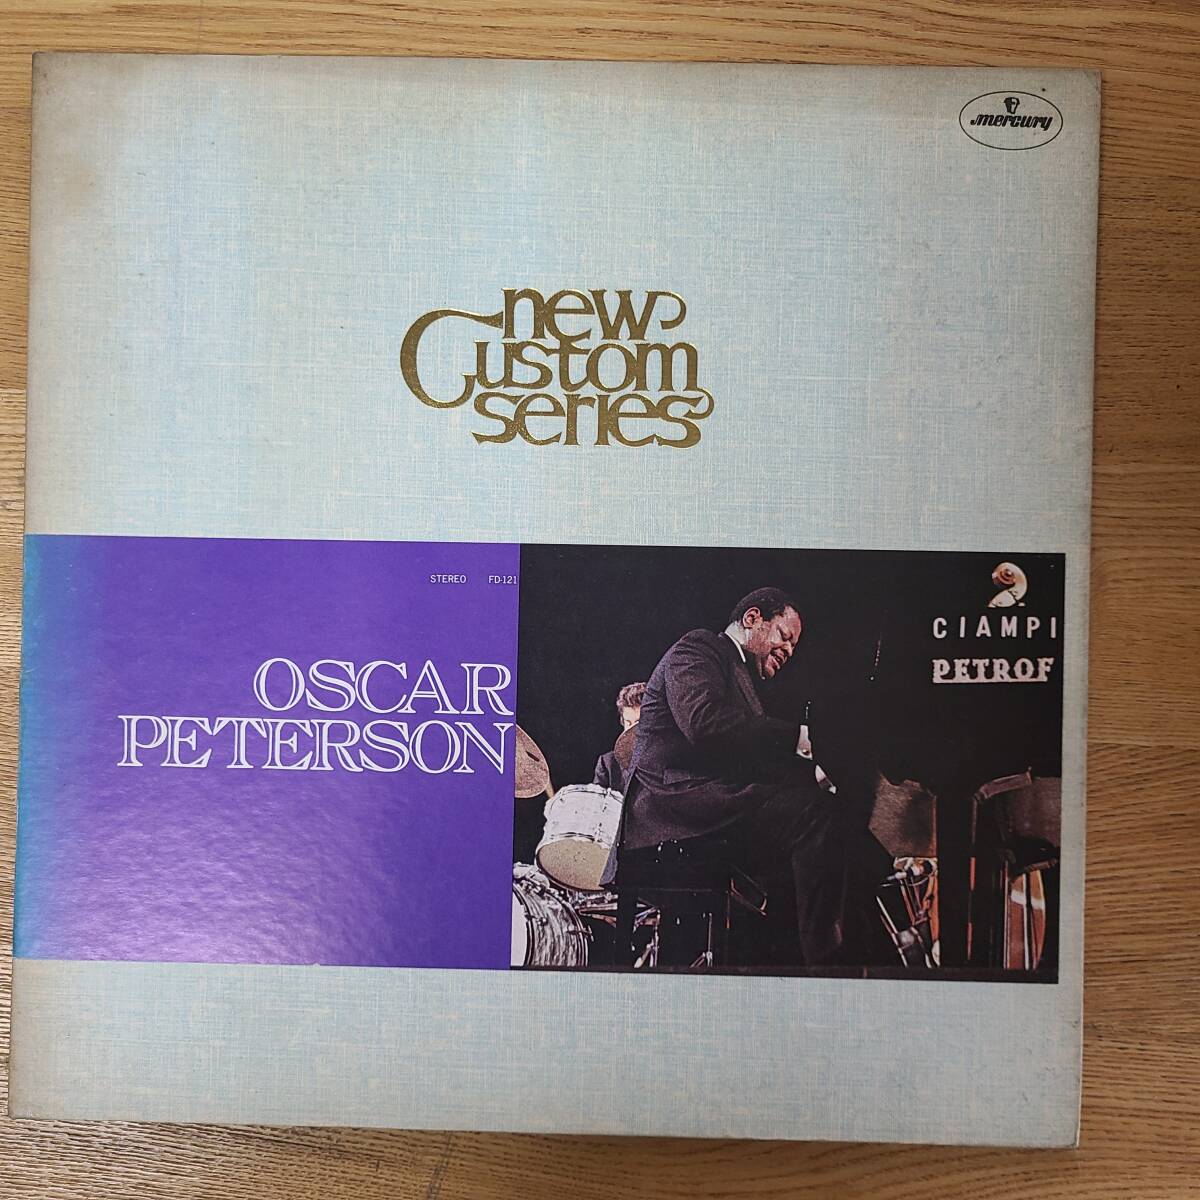 mercury
new
Custom
series
STEREO FD-121
OSCAR
PETERSON
CIAMPI
PETROF